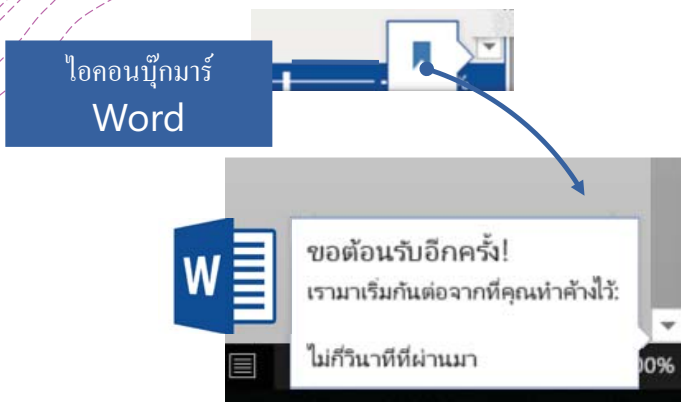 ไอคอนบุ๊กมาร์
Word
W
ขอต้อนรับอีกครั้ง!
เรามาเริ่มกันต่อจากที่คุณทำค้างไว้:
ไม่กี่วินาทีที่ผ่านมา
00%